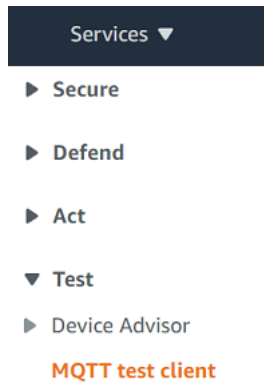 Services ▼
Secure
Defend
Act
Test
Device Advisor
MQTT test client